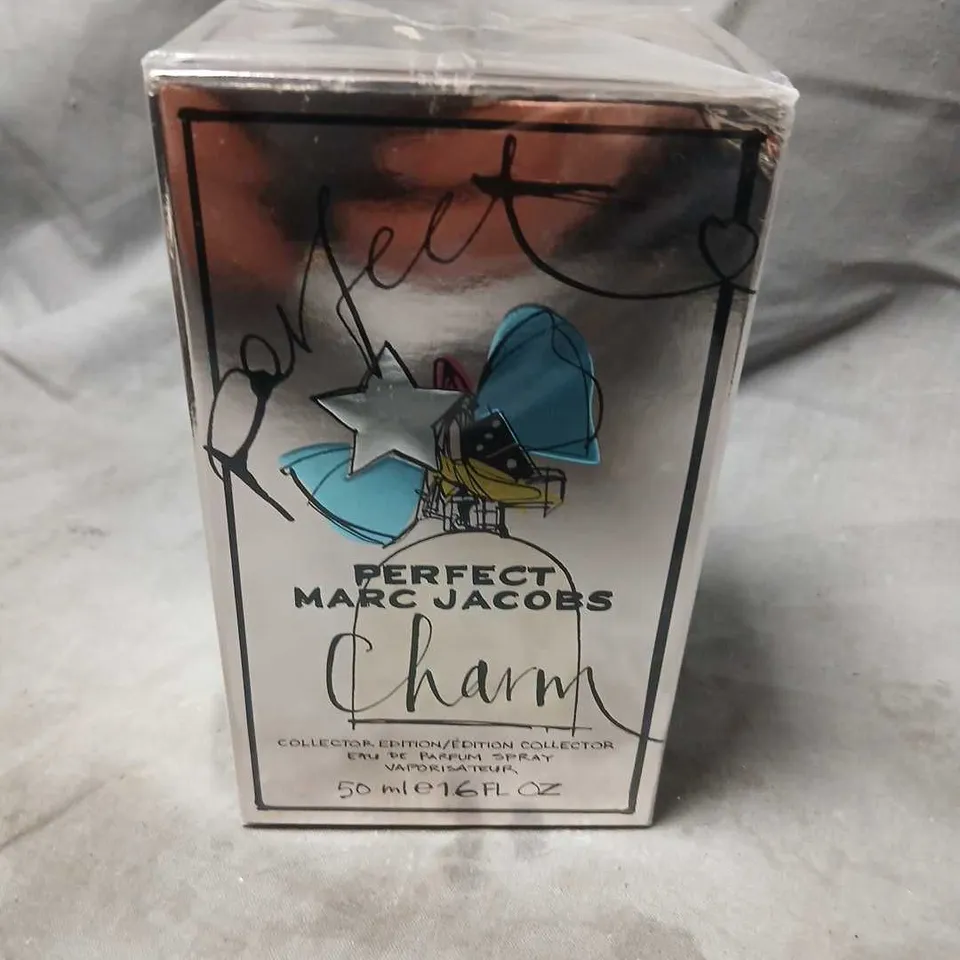 Perfect
PERFECT
MARC JACOBS
Charm
COLLECTOR EDITION/ÉDITION COLLECTOR
EAU DE PARFUM SPRAY
VAPORISATEUR
50 ml e 1.6 FL OZ